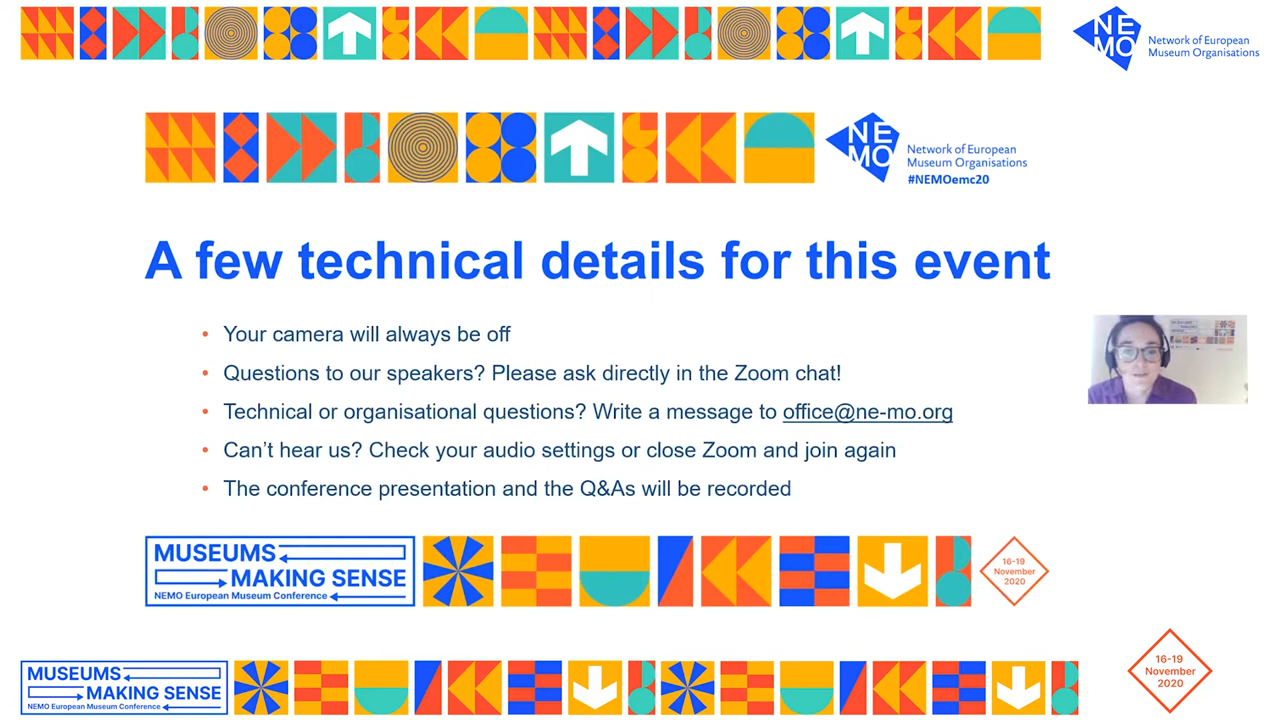 NE
MO
Network of European
Museum Organisations
NE
MO
Network of European
Museum Organisations
#NEMOemc20
A few technical details for this event
• Your camera will always be off
• Questions to our speakers? Please ask directly in the Zoom chat!
• Technical or organisational questions? Write a message to office@ne-mo.org
• Can't hear us? Check your audio settings or close Zoom and join again
• The conference presentation and the Q&As will be recorded
MUSEUMS
MAKING SENSE
NEMO European Museum Conference
16-19
November
2020
MUSEUMS
MAKING SENSE
NEMO European Museum Conference
16-19
November
2020